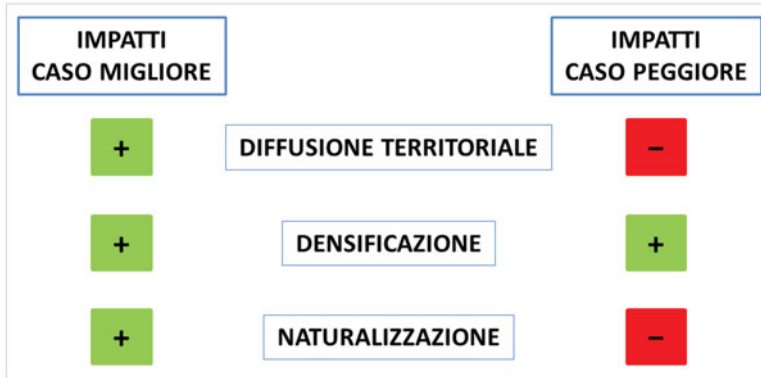 IMPATTI
CASO MIGLIORE
IMPATTI
CASO PEGGIORE
+ DIFFUSIONE TERRITORIALE −
+ DENSIFICAZIONE +
+ NATURALIZZAZIONE −